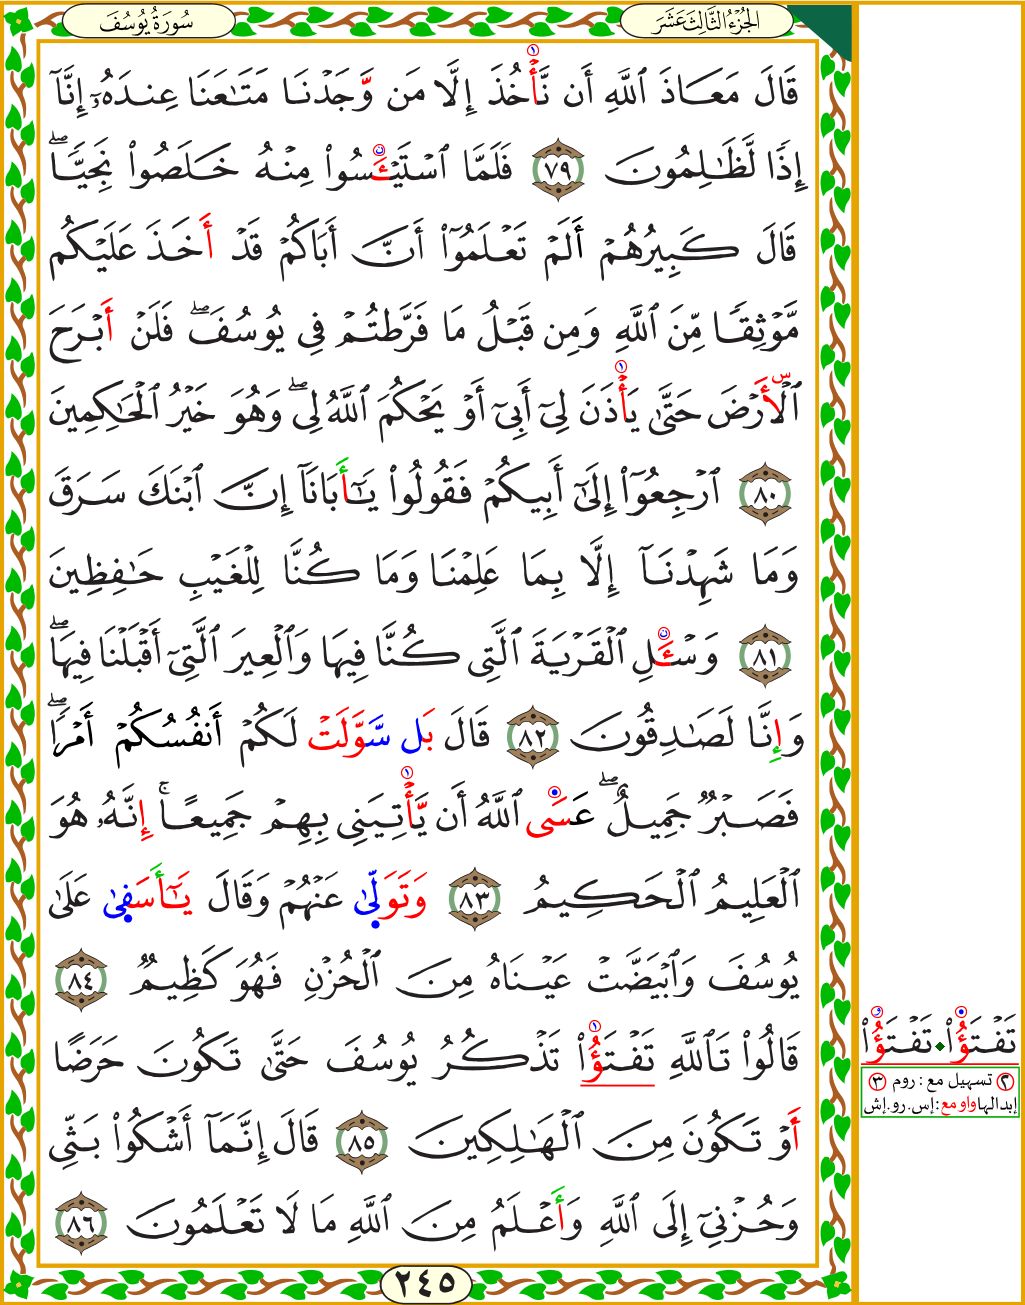 الجُزْءُ الثَّالِثَ عَشَرَ
سُورَةُ يُوسُفَ
قَالَ مَعَاذَ ٱللَّهِ أَن نَّأۡخُذَ إِلَّا مَن وَّجَدۡنَا مَتَٰعَنَا عِندَهُۥٓ إِنَّآ
إِذٗا لَّظَٰلِمُونَ ٧٩ فَلَمَّا ٱسۡتَيۡـَٔسُواْ مِنۡهُ خَلَصُواْ نَجِيّٗاۖ
قَالَ كَبِيرُهُمۡ أَلَمۡ تَعۡلَمُوٓاْ أَنَّ أَبَاكُمۡ قَدۡ أَخَذَ عَلَيۡكُم
مَّوۡثِقٗا مِّنَ ٱللَّهِ وَمِن قَبۡلُ مَا فَرَّطتُمۡ فِي يُوسُفَۖ فَلَنۡ أَبۡرَحَ
ٱلۡأَرۡضَ حَتَّىٰ يَأۡذَنَ لِيٓ أَبِيٓ أَوۡ يَحۡكُمَ ٱللَّهُ لِيۖ وَهُوَ خَيۡرُ ٱلۡحَٰكِمِينَ
٨٠ ٱرۡجِعُوٓاْ إِلَىٰٓ أَبِيكُمۡ فَقُولُواْ يَٰٓأَبَانَآ إِنَّ ٱبۡنَكَ سَرَقَ
وَمَا شَهِدۡنَآ إِلَّا بِمَا عَلِمۡنَا وَمَا كُنَّا لِلۡغَيۡبِ حَٰفِظِينَ
٨١ وَسۡـَٔلِ ٱلۡقَرۡيَةَ ٱلَّتِي كُنَّا فِيهَا وَٱلۡعِيرَ ٱلَّتِيٓ أَقۡبَلۡنَا فِيهَاۖ
وَإِنَّا لَصَٰدِقُونَ ٨٢ قَالَ بَل سَّوَّلَتۡ لَكُمۡ أَنفُسُكُمۡ أَمۡرٗاۖ
فَصَبۡرٞ جَمِيلٌۖ عَسَى ٱللَّهُ أَن يَّأۡتِيَنِي بِهِمۡ جَمِيعًاۚ إِنَّهُۥ هُوَ
ٱلۡعَلِيمُ ٱلۡحَكِيمُ ٨٣ وَتَوَلَّىٰ عَنۡهُمۡ وَقَالَ يَٰٓأَسَفَىٰ عَلَىٰ
يُوسُفَ وَٱبۡيَضَّتۡ عَيۡنَاهُ مِنَ ٱلۡحُزۡنِ فَهُوَ كَظِيمٞ ٨٤
قَالُواْ تَٱللَّهِ تَفۡتَؤُاْ تَذۡكُرُ يُوسُفَ حَتَّىٰ تَكُونَ حَرَضًا
أَوۡ تَكُونَ مِنَ ٱلۡهَٰلِكِينَ ٨٥ قَالَ إِنَّمَآ أَشۡكُواْ بَثِّي
وَحُزۡنِيٓ إِلَى ٱللَّهِ وَأَعۡلَمُ مِنَ ٱللَّهِ مَا لَا تَعۡلَمُونَ ٨٦
٢٤٥
تَفۡتَؤُاْ • تَفۡتَؤُاْ
٢ تسهيل مع : روم ٣
إبدالها واو مع : إس. رو. إش